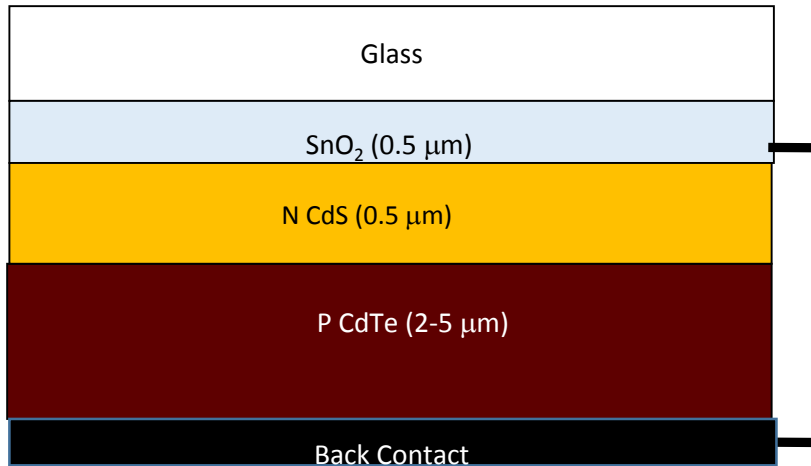 Glass
SnO₂ (0.5 μm)
N CdS (0.5 μm)
P CdTe (2-5 μm)
Back Contact